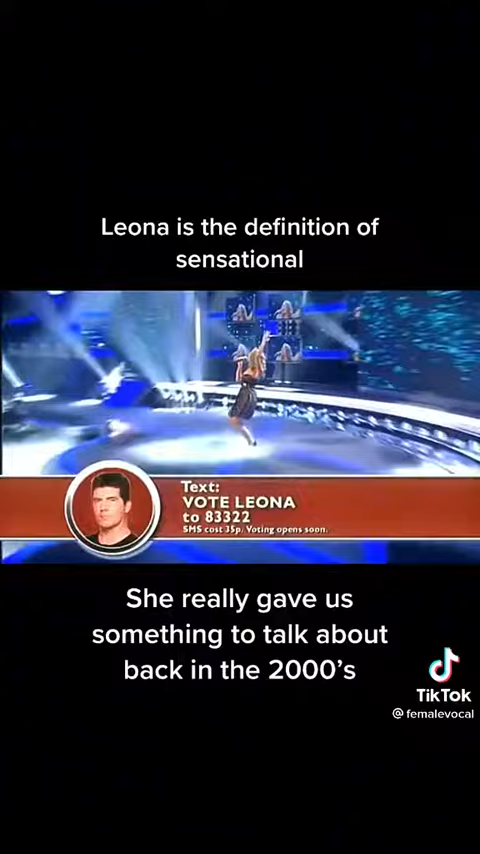 Leona is the definition of
sensational
Text:
VOTE LEONA
to 83322
SMS cost 35p. Voting opens soon.
She really gave us
something to talk about
back in the 2000's
TikTok
@femalevocal